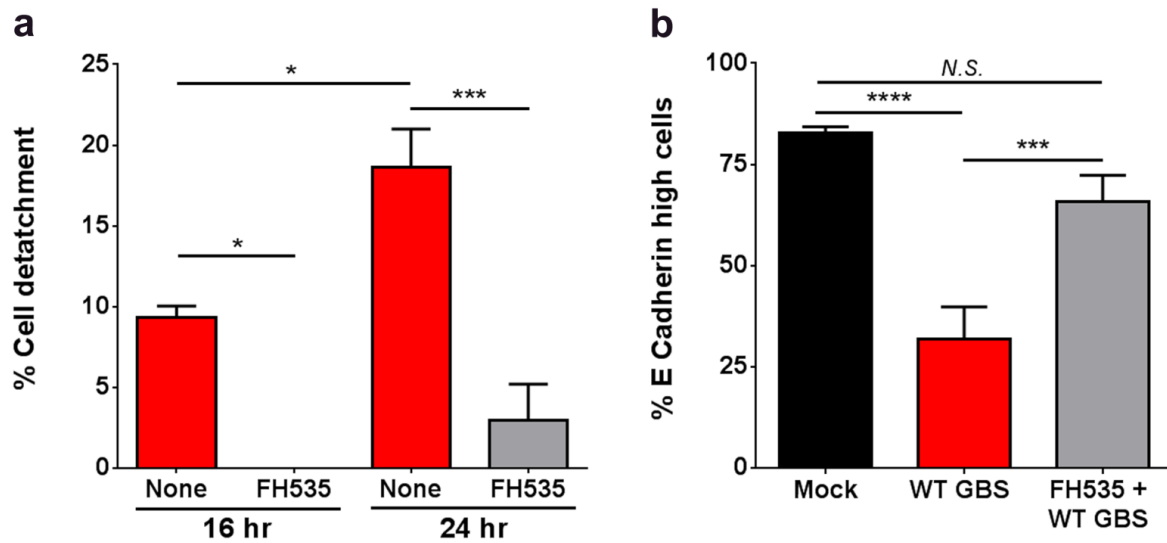 a
% Cell detatchment
25
20
15
10
5
0
*
***
*
None FH535 None FH535
16 hr 24 hr
b
% E Cadherin high cells
100
75
50
25
0
N.S.
****
***
Mock WT GBS FH535 +
WT GBS